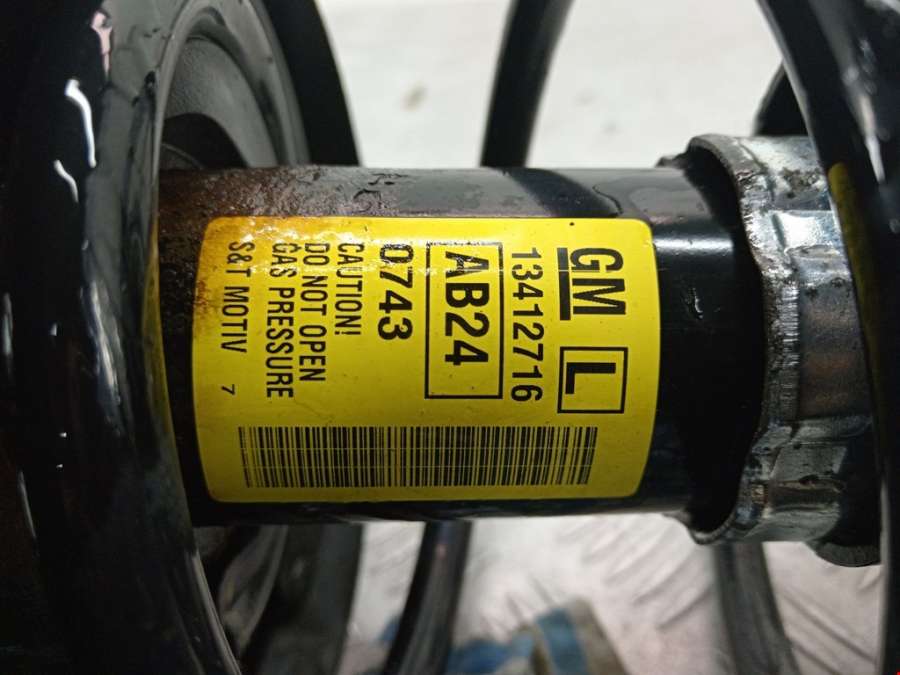 GM L
13412716
AB24
0743
CAUTION!
DO NOT OPEN
GAS PRESSURE
S&T MOTIV 7